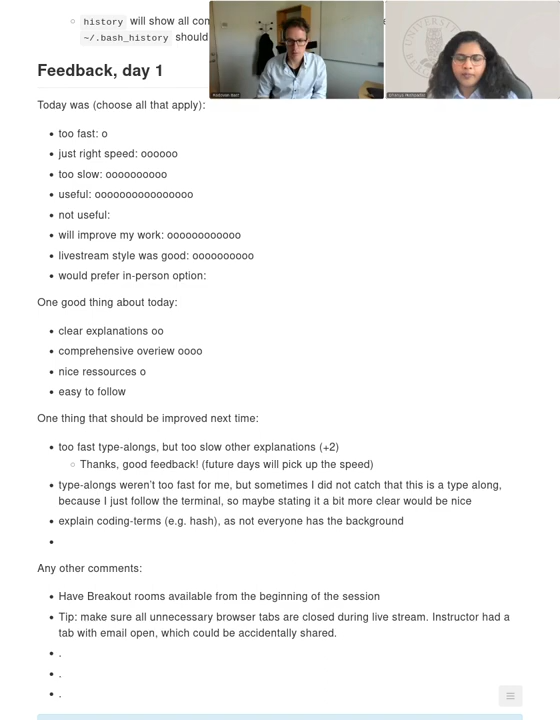 history will show all com
~/.bash_history should
UNIVERSITY
Feedback, day 1
Today was (choose all that apply):
too fast: o
just right speed: oooooo
too slow: oooooooooo
useful: oooooooooooooooo
not useful:
will improve my work: oooooooooooo
livestream style was good: oooooooooo
would prefer in-person option:
One good thing about today:
clear explanations oo
comprehensive overiew oooo
nice ressources o
easy to follow
One thing that should be improved next time:
too fast type-alongs, but too slow other explanations (+2)
Thanks, good feedback! (future days will pick up the speed)
type-alongs weren't too fast for me, but sometimes I did not catch that this is a type along,
because I just follow the terminal, so maybe stating it a bit more clear would be nice
explain coding-terms (e.g. hash), as not everyone has the background
Any other comments:
Have Breakout rooms available from the beginning of the session
Tip: make sure all unnecessary browser tabs are closed during live stream. Instructor had a
tab with email open, which could be accidentally shared.
.
.
.